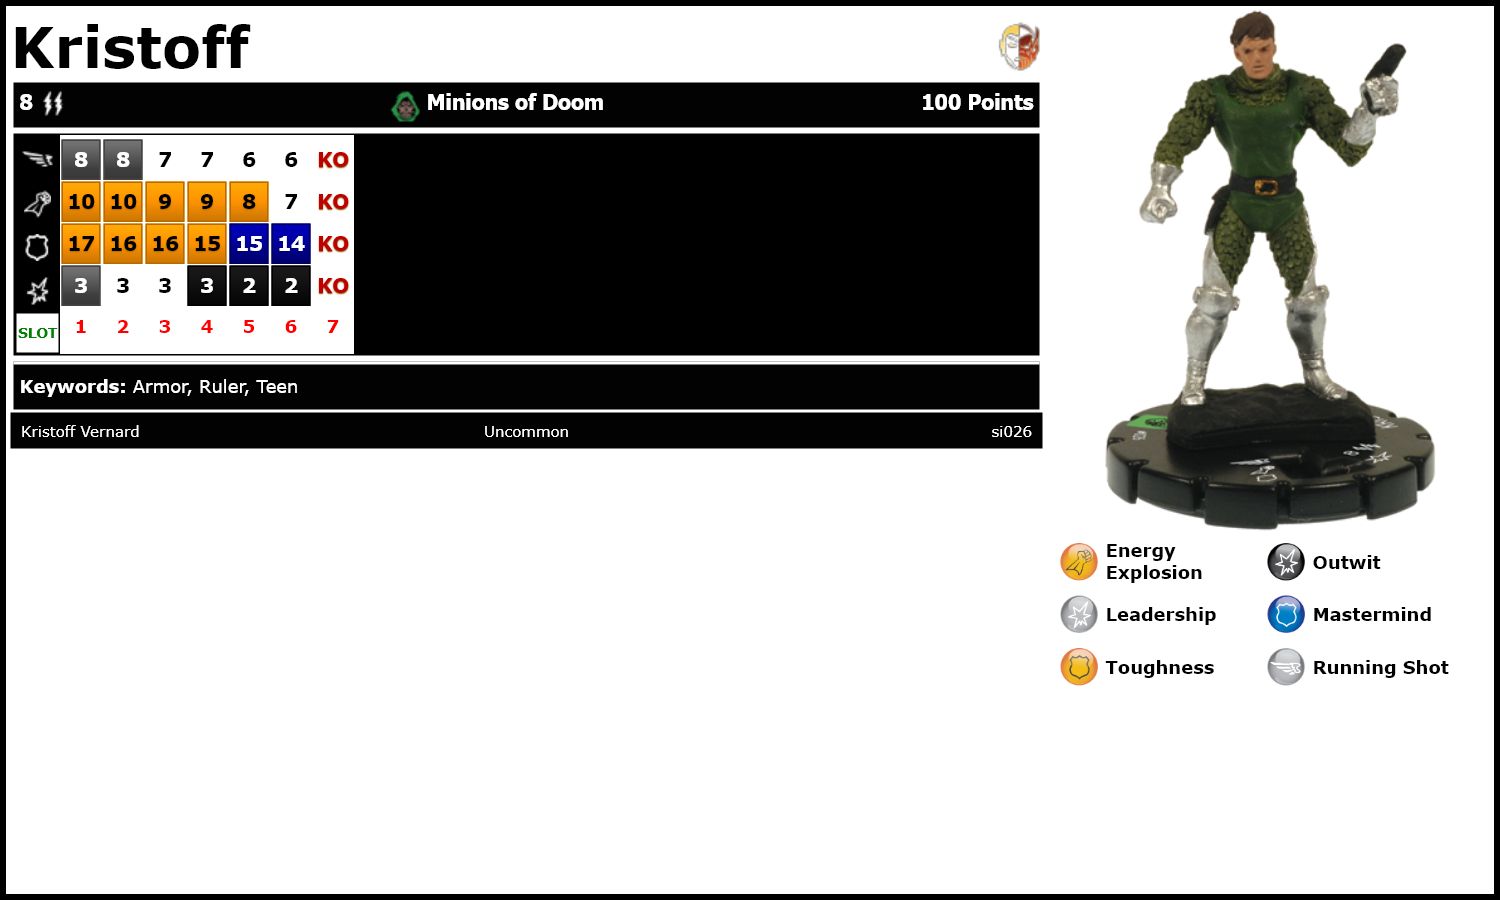 Kristoff
8 Minions of Doom 100 Points
8 8 7 7 6 6 KO
10 10 9 9 8 7 KO
17 16 16 15 15 14 KO
3 3 3 3 2 2 KO
SLOT 1 2 3 4 5 6 7
Keywords: Armor, Ruler, Teen
Kristoff Vernard Uncommon si026
Energy
Explosion
Outwit
Leadership
Mastermind
Toughness
Running Shot